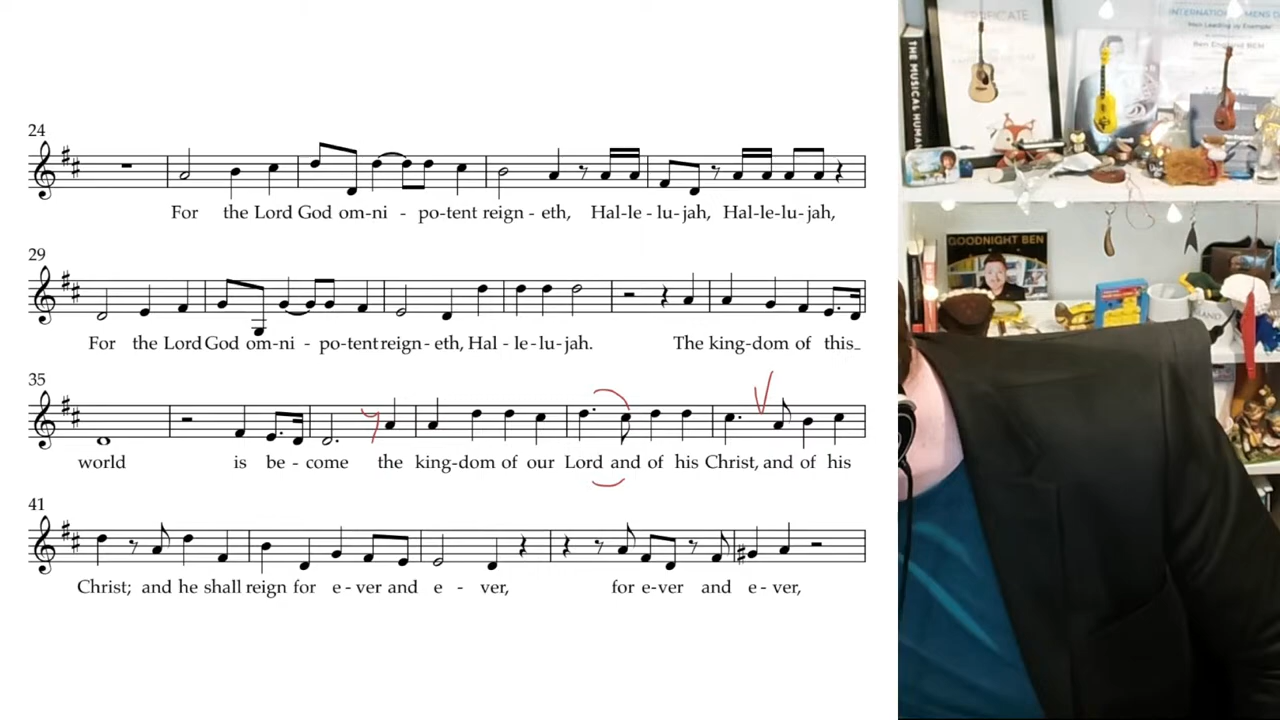 24
For the Lord God om-ni - po-tent reign - eth, Hal-le - lu - jah, Hal-le-lu-jah,
29
For the Lord God om-ni - po-tent reign - eth, Hal - le - lu - jah. The king-dom of this_
35
world is be - come the king-dom of our Lord and of his Christ, and of his
41
Christ; and he shall reign for e - ver and e - ver, for e-ver and e - ver,
THE MUSICAL HUMAN
INTERNATIONAL
GOODNIGHT BEN